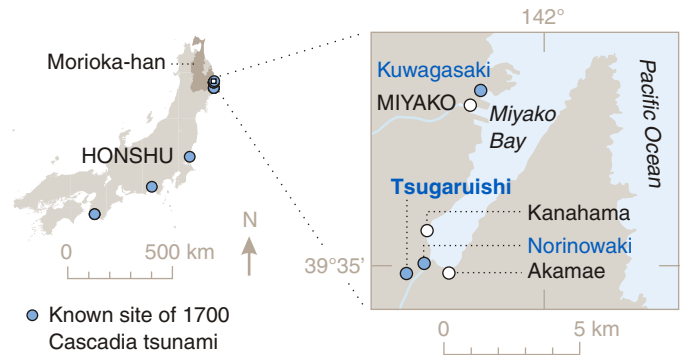 Morioka-han
HONSHU
N
0 500 km
Known site of 1700
Cascadia tsunami
142°
Kuwagasaki
MIYAKO
Miyako
Bay
Pacific Ocean
Tsugaruishi
Kanahama
Norinowaki
39°35'
Akamae
0 5 km